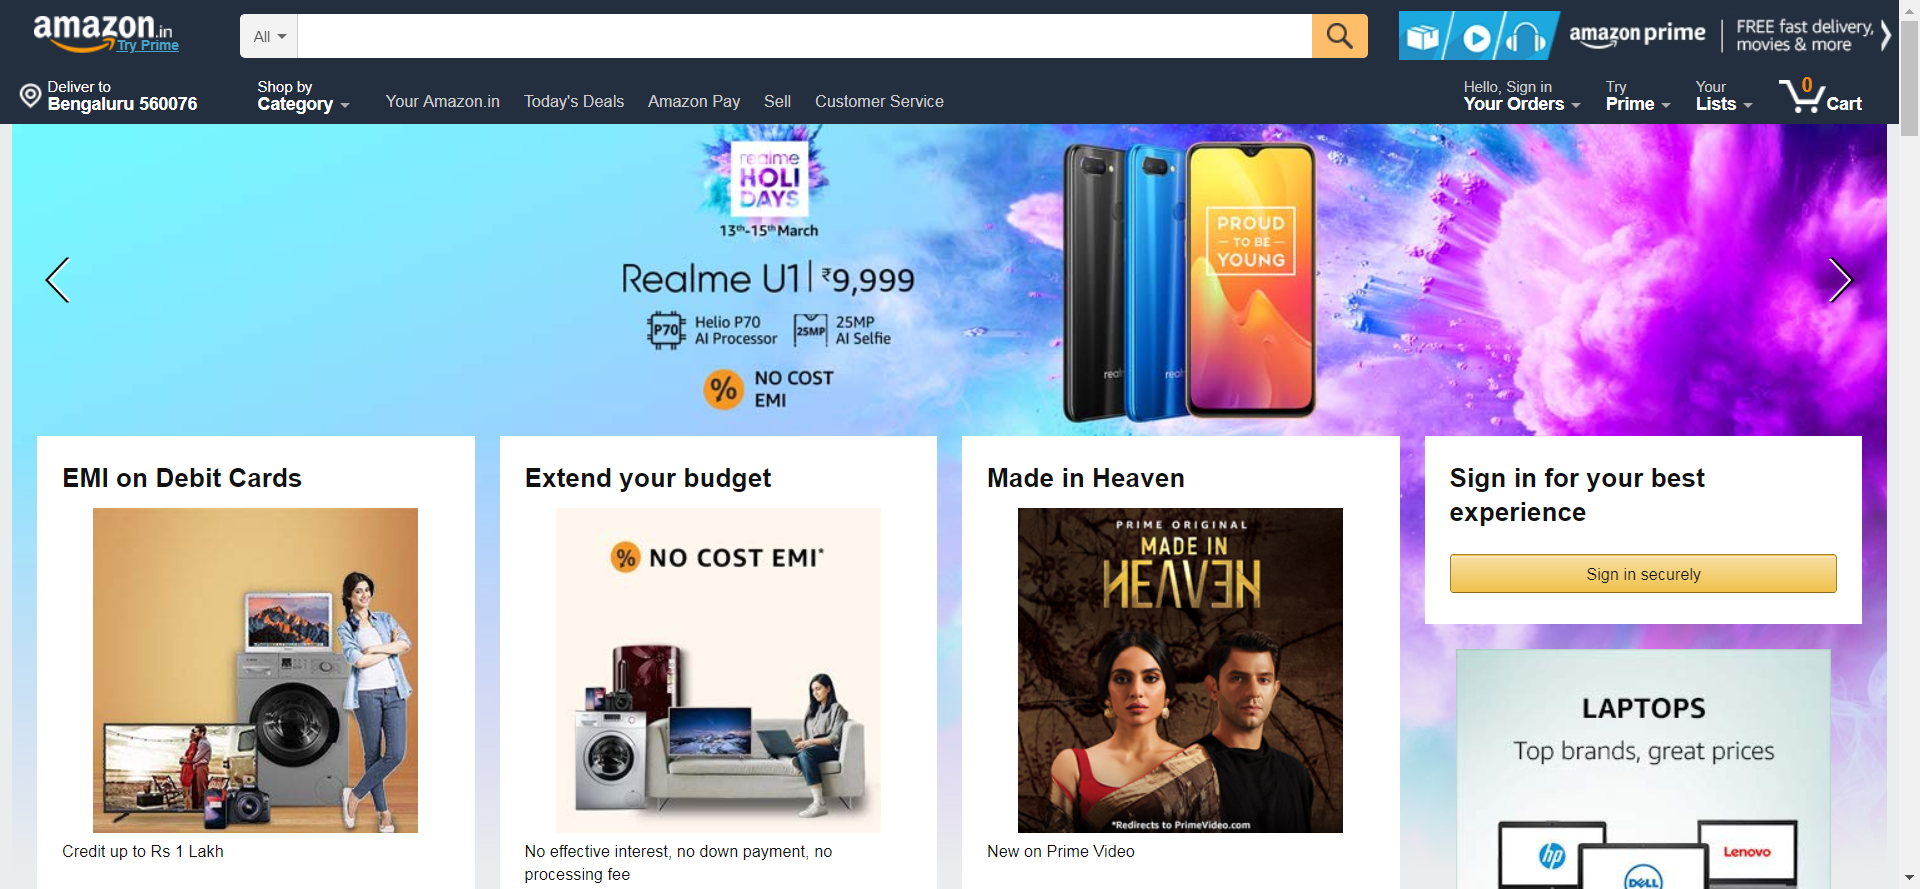 amazon.in
Try Prime
All
amazon prime
FREE fast delivery,
movies & more
Deliver to
Bengaluru 560076
Shop by
Category
Your Amazon.in
Today's Deals
Amazon Pay
Sell
Customer Service
Hello, Sign in
Your Orders
Try
Prime
Your
Lists
0
Cart
realme
HOLI
DAYS
13th-15th March
Realme U1 ₹9,999
P70
Helio P70
AI Processor
25MP
25MP
AI Selfie
% NO COST
EMI
PROUD
– TO BE –
YOUNG
EMI on Debit Cards
Credit up to Rs 1 Lakh
Extend your budget
% NO COST EMI*
No effective interest, no down payment, no
processing fee
Made in Heaven
PRIME ORIGINAL
MADE IN
HEAVEN
*Redirects to PrimeVideo.com
New on Prime Video
Sign in for your best
experience
Sign in securely
LAPTOPS
Top brands, great prices
hp
DELL
Lenovo